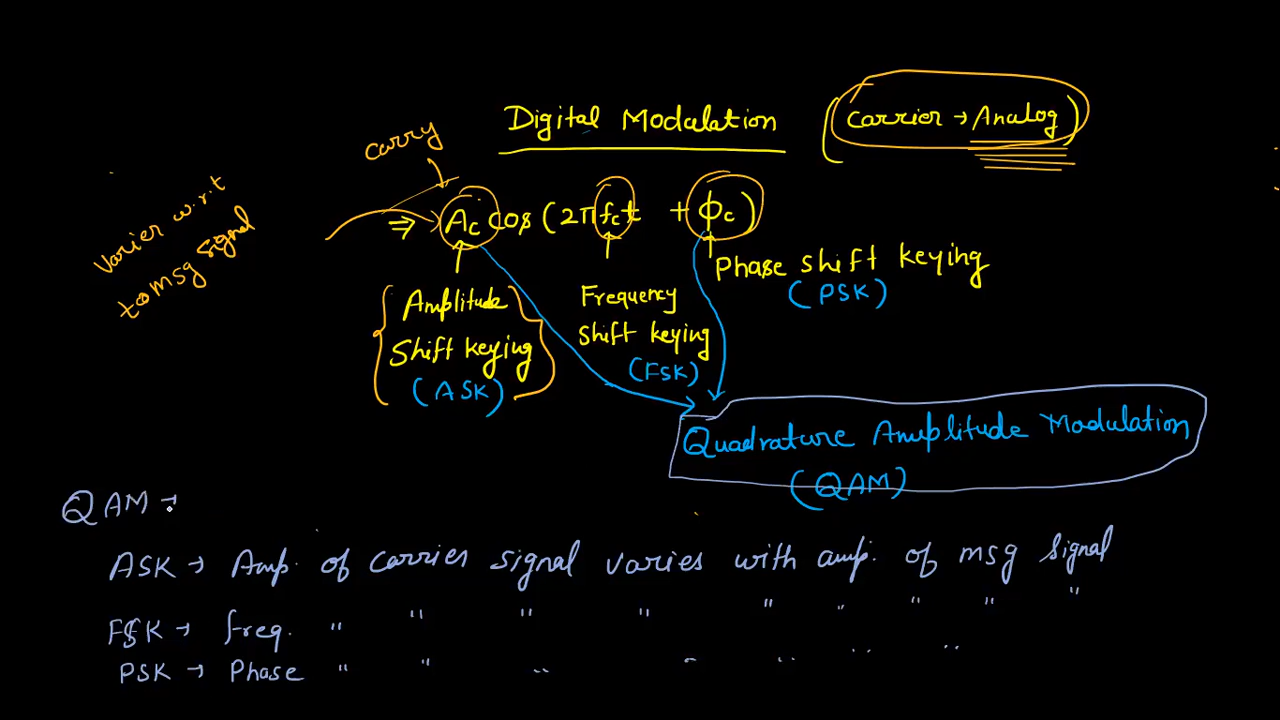 Digital Modulation (Carrier → Analog)
carry
⇒ Ac cos (2πfct + ϕc)
varies w.r.t
to msg signal
Phase shift keying
(PSK)
Amplitude
Shift keying
(ASK)
Frequency
Shift keying
(FSK)
Quadrature Amplitude Modulation
(QAM)
QAM →
ASK → Amp. of carries signal varies with amp. of msg signal
FSK → freq. " " " " " " " " "
PSK → Phase " " " " " " "